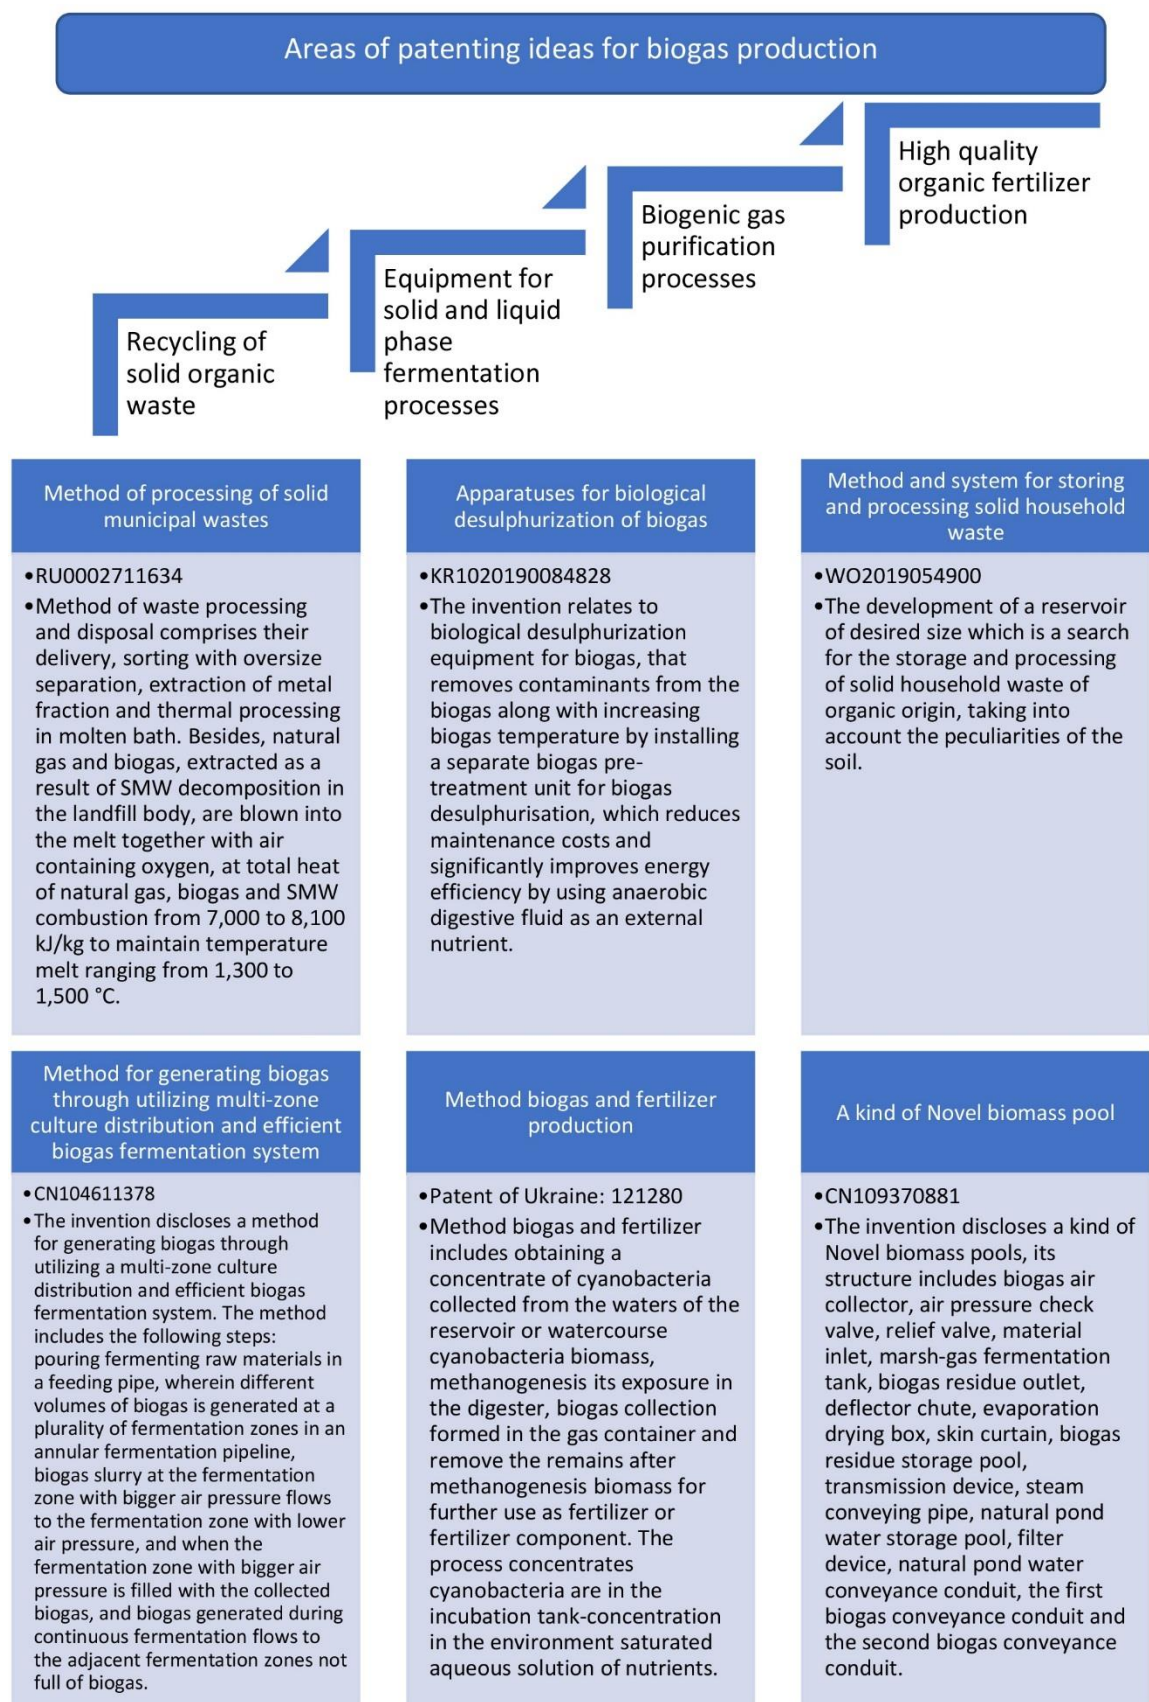 Areas of patenting ideas for biogas production
Recycling of
solid organic
waste
Equipment for
solid and liquid
phase
fermentation
processes
Biogenic gas
purification
processes
High quality
organic fertilizer
production
Method of processing of solid
municipal wastes
•RU0002711634
•Method of waste processing
and disposal comprises their
delivery, sorting with oversize
separation, extraction of metal
fraction and thermal processing
in molten bath. Besides, natural
gas and biogas, extracted as a
result of SMW decomposition in
the landfill body, are blown into
the melt together with air
containing oxygen, at total heat
of natural gas, biogas and SMW
combustion from 7,000 to 8,100
kJ/kg to maintain temperature
melt ranging from 1,300 to
1,500 °C.
Apparatuses for biological
desulphurization of biogas
•KR1020190084828
•The invention relates to
biological desulphurization
equipment for biogas, that
removes contaminants from the
biogas along with increasing
biogas temperature by installing
a separate biogas pre-
treatment unit for biogas
desulphurisation, which reduces
maintenance costs and
significantly improves energy
efficiency by using anaerobic
digestive fluid as an external
nutrient.
Method and system for storing
and processing solid household
waste
•WO2019054900
•The development of a reservoir
of desired size which is a search
for the storage and processing
of solid household waste of
organic origin, taking into
account the peculiarities of the
soil.
Method for generating biogas
through utilizing multi-zone
culture distribution and efficient
biogas fermentation system
•CN104611378
•The invention discloses a method
for generating biogas through
utilizing a multi-zone culture
distribution and efficient biogas
fermentation system. The method
includes the following steps:
pouring fermenting raw materials in
a feeding pipe, wherein different
volumes of biogas is generated at a
plurality of fermentation zones in an
annular fermentation pipeline,
biogas slurry at the fermentation
zone with bigger air pressure flows
to the fermentation zone with lower
air pressure, and when the
fermentation zone with bigger air
pressure is filled with the collected
biogas, and biogas generated during
continuous fermentation flows to
the adjacent fermentation zones not
full of biogas.
Method biogas and fertilizer
production
•Patent of Ukraine: 121280
•Method biogas and fertilizer
includes obtaining a
concentrate of cyanobacteria
collected from the waters of the
reservoir or watercourse
cyanobacteria biomass,
methanogenesis its exposure in
the digester, biogas collection
formed in the gas container and
remove the remains after
methanogenesis biomass for
further use as fertilizer or
fertilizer component. The
process concentrates
cyanobacteria are in the
incubation tank-concentration
in the environment saturated
aqueous solution of nutrients.
A kind of Novel biomass pool
•CN109370881
•The invention discloses a kind of
Novel biomass pools, its
structure includes biogas air
collector, air pressure check
valve, relief valve, material
inlet, marsh-gas fermentation
tank, biogas residue outlet,
deflector chute, evaporation
drying box, skin curtain, biogas
residue storage pool,
transmission device, steam
conveying pipe, natural pond
water storage pool, filter
device, natural pond water
conveyance conduit, the first
biogas conveyance conduit and
the second biogas conveyance
conduit.